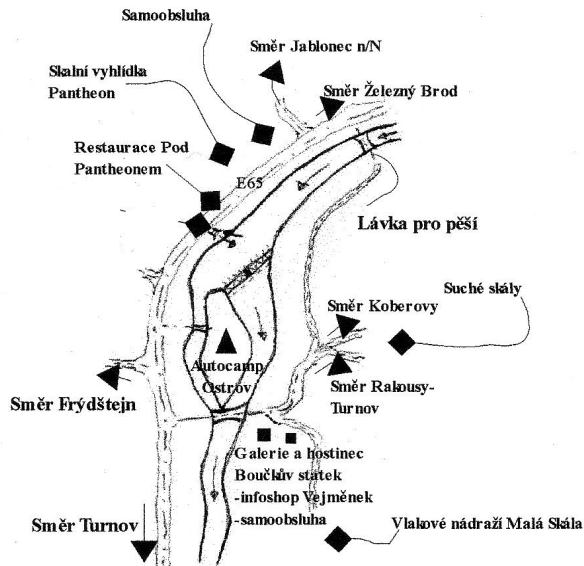 Samoobsluha
Směr Jablonec n/N
Skalní vyhlídka
Pantheon
Směr Železný Brod
Restaurace Pod
Pantheonem
E65
Lávka pro pěší
Suché skály
Směr Koberovy
Autocamp
Ostrov
Směr Rakousy-
Turnov
Směr Frýdštejn
Galerie a hostinec
Boučkův statek
-infoshop Vejměnek
-samoobsluha
Směr Turnov
Vlakové nádraží Malá Skála